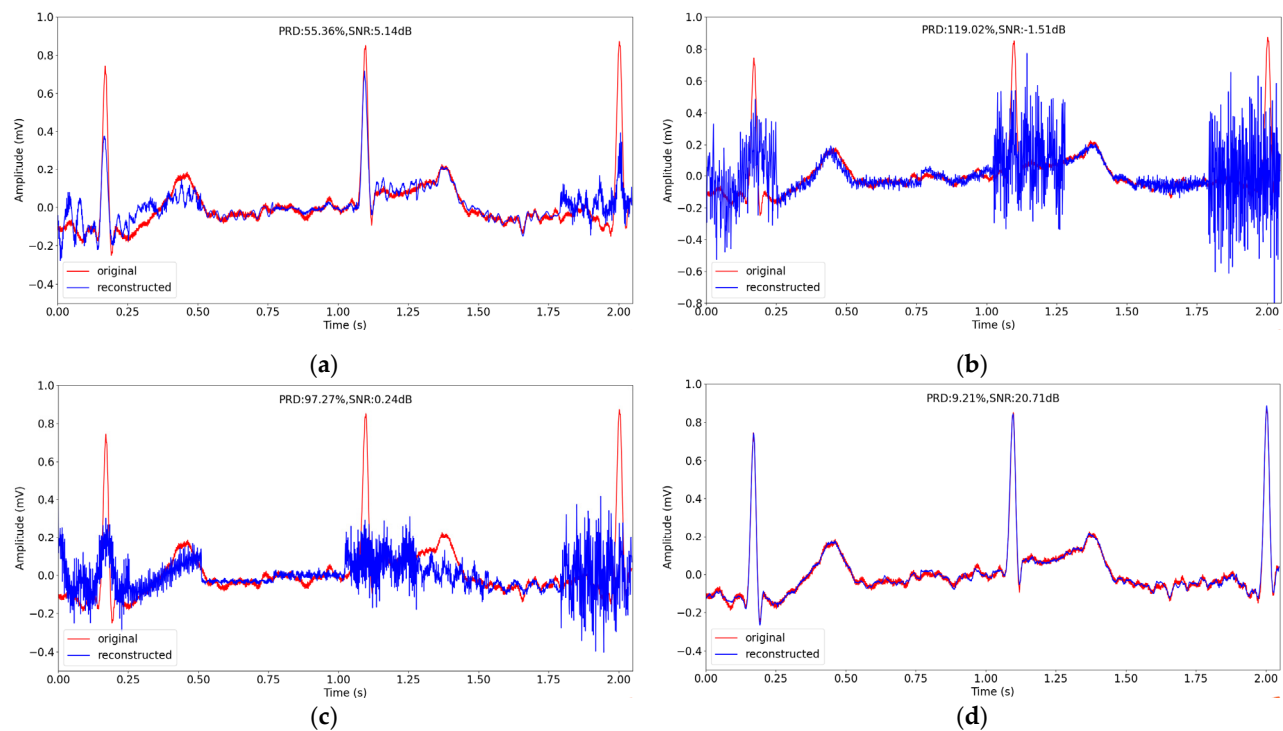 PRD:55.36%,SNR:5.14dB
1.0
0.8
0.6
0.4
0.2
0.0
−0.2
−0.4
Amplitude (mV)
original
reconstructed
0.00 0.25 0.50 0.75 1.00 1.25 1.50 1.75 2.00
Time (s)
(a)
PRD:119.02%,SNR:-1.51dB
1.0
0.8
0.6
0.4
0.2
0.0
−0.2
−0.4
−0.6
−0.8
Amplitude (mV)
original
reconstructed
0.00 0.25 0.50 0.75 1.00 1.25 1.50 1.75 2.00
Time (s)
(b)
PRD:97.27%,SNR:0.24dB
1.0
0.8
0.6
0.4
0.2
0.0
−0.2
−0.4
Amplitude (mV)
original
reconstructed
0.00 0.25 0.50 0.75 1.00 1.25 1.50 1.75 2.00
Time (s)
(c)
PRD:9.21%,SNR:20.71dB
1.0
0.8
0.6
0.4
0.2
0.0
−0.2
−0.4
Amplitude (mV)
original
reconstructed
0.00 0.25 0.50 0.75 1.00 1.25 1.50 1.75 2.00
Time (s)
(d)